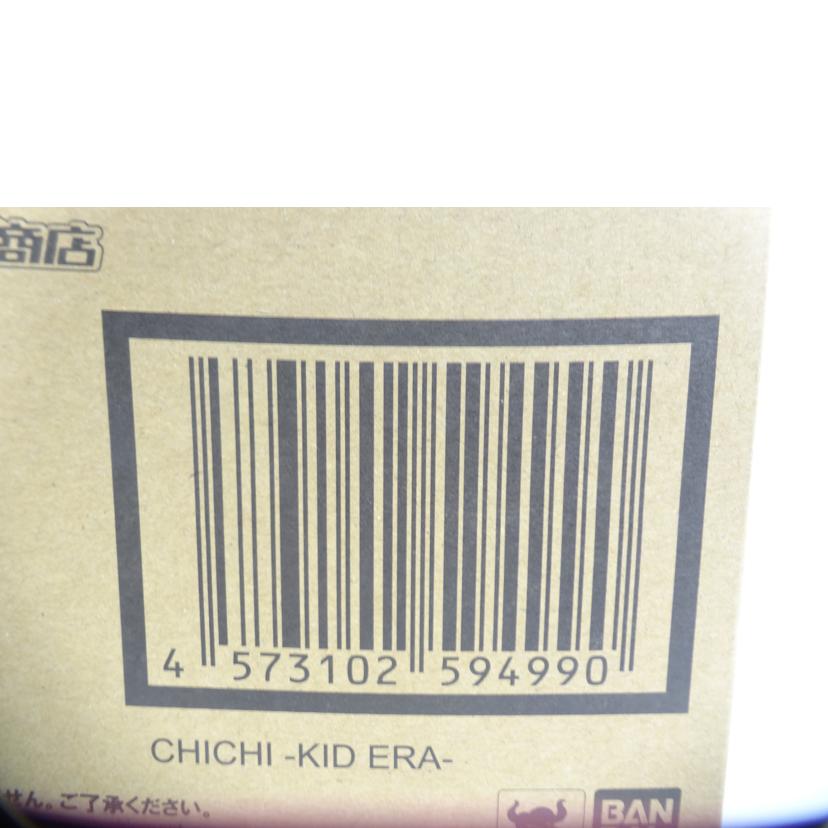 商店
4 573102 594990
CHICHI -KID ERA-
せん。ご了承ください。
BAN